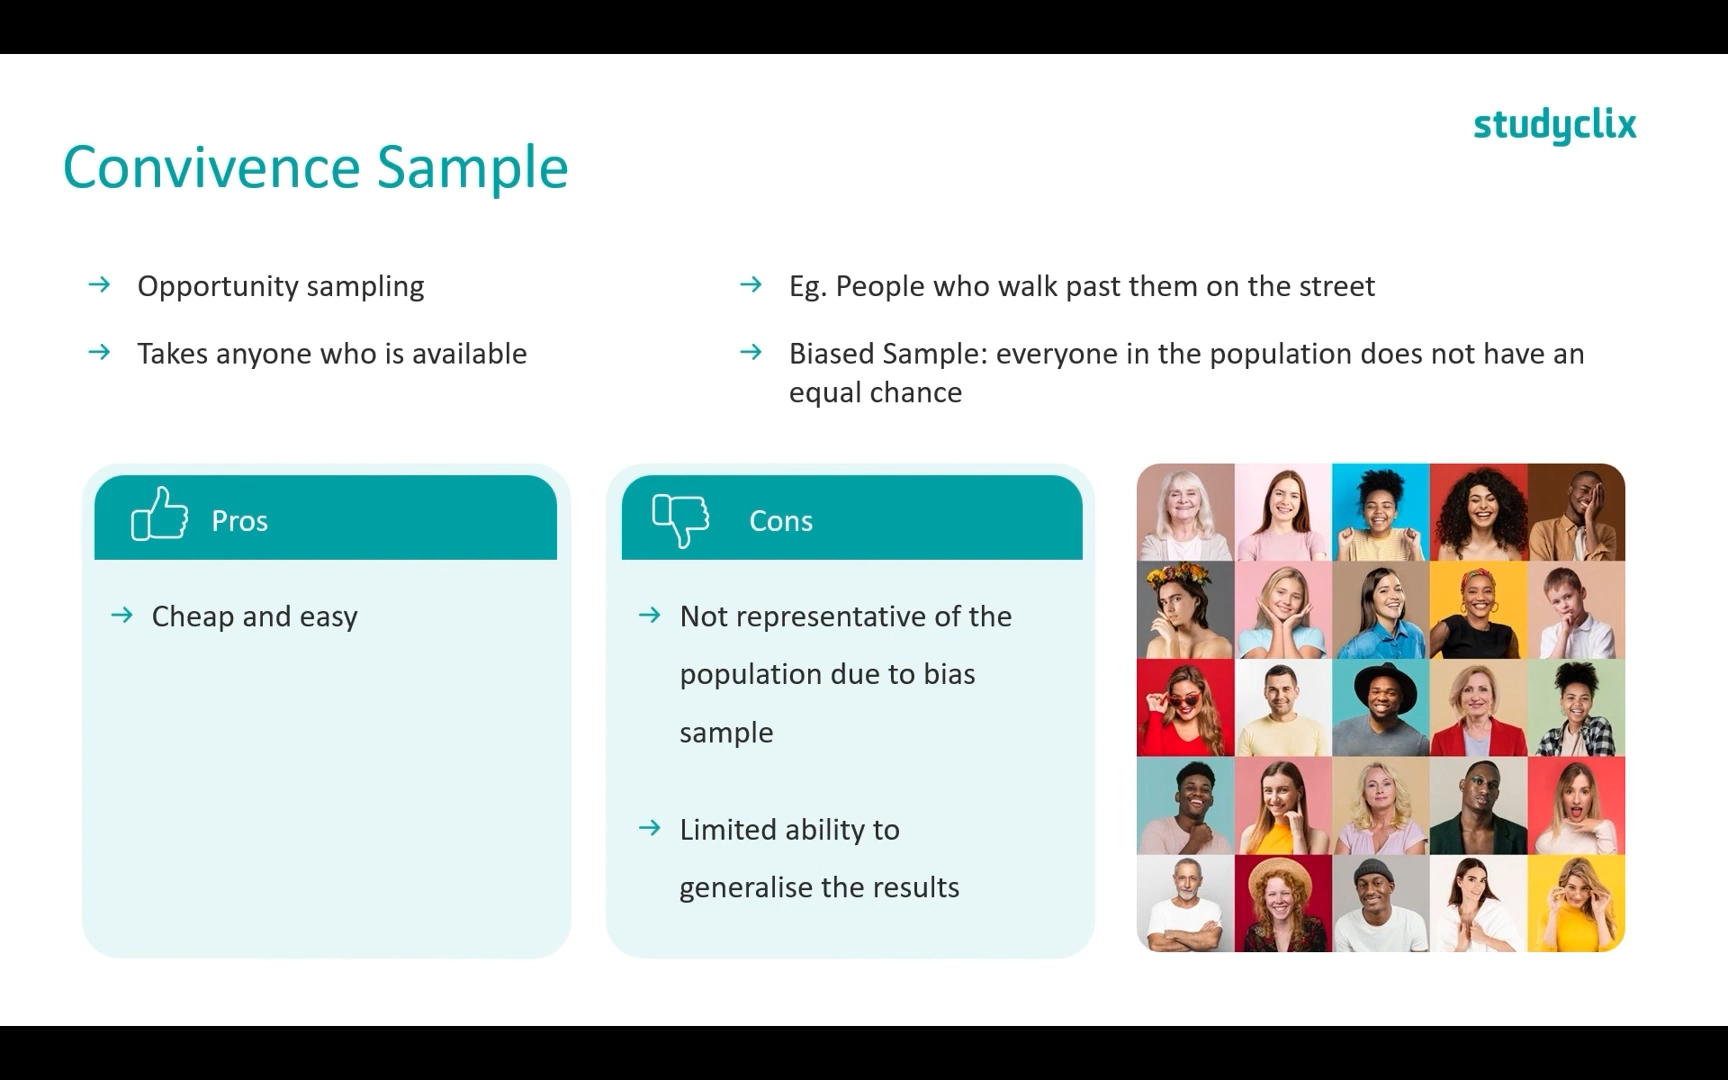 studyclix
Convivence Sample
→ Opportunity sampling
→ Takes anyone who is available
→ Eg. People who walk past them on the street
→ Biased Sample: everyone in the population does not have an
equal chance
Pros
→ Cheap and easy
Cons
→ Not representative of the
population due to bias
sample
→ Limited ability to
generalise the results